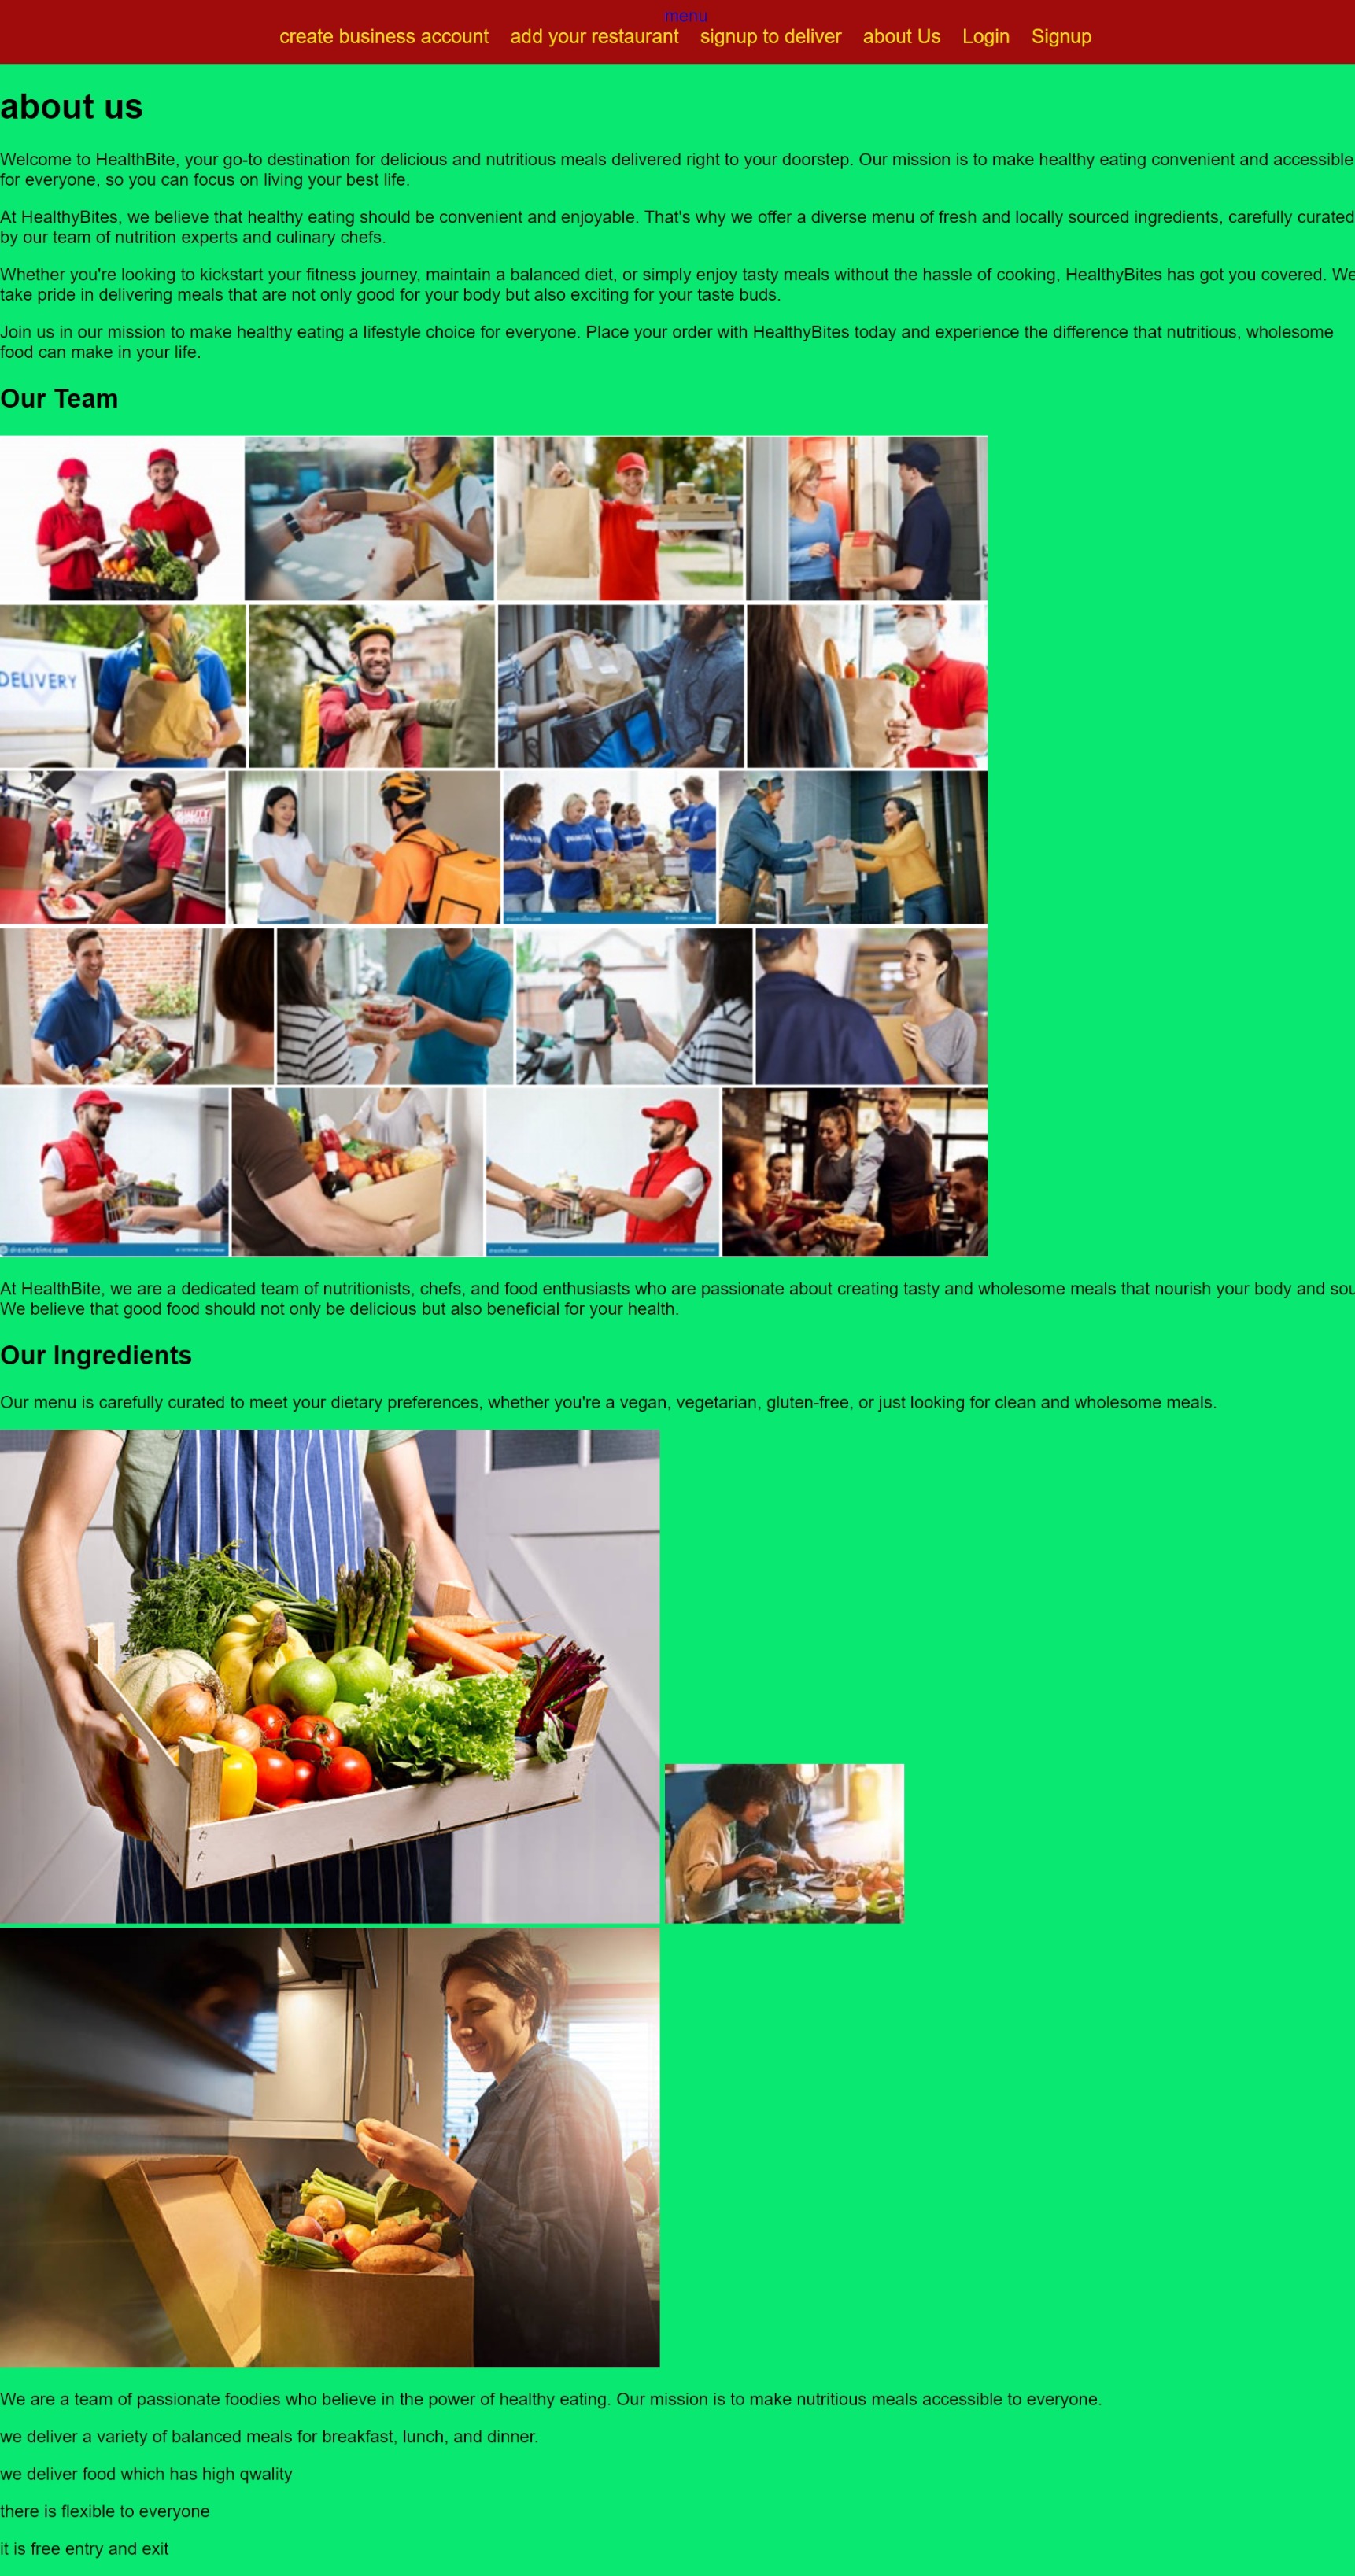 menu
create business account add your restaurant signup to deliver about Us Login Signup
about us
Welcome to HealthBite, your go-to destination for delicious and nutritious meals delivered right to your doorstep. Our mission is to make healthy eating convenient and accessible
for everyone, so you can focus on living your best life.
At HealthyBites, we believe that healthy eating should be convenient and enjoyable. That's why we offer a diverse menu of fresh and locally sourced ingredients, carefully curated
by our team of nutrition experts and culinary chefs.
Whether you're looking to kickstart your fitness journey, maintain a balanced diet, or simply enjoy tasty meals without the hassle of cooking, HealthyBites has got you covered. We
take pride in delivering meals that are not only good for your body but also exciting for your taste buds.
Join us in our mission to make healthy eating a lifestyle choice for everyone. Place your order with HealthyBites today and experience the difference that nutritious, wholesome
food can make in your life.
Our Team
DELIVERY
dreamstime.com
At HealthBite, we are a dedicated team of nutritionists, chefs, and food enthusiasts who are passionate about creating tasty and wholesome meals that nourish your body and sou
We believe that good food should not only be delicious but also beneficial for your health.
Our Ingredients
Our menu is carefully curated to meet your dietary preferences, whether you're a vegan, vegetarian, gluten-free, or just looking for clean and wholesome meals.
We are a team of passionate foodies who believe in the power of healthy eating. Our mission is to make nutritious meals accessible to everyone.
we deliver a variety of balanced meals for breakfast, lunch, and dinner.
we deliver food which has high qwality
there is flexible to everyone
it is free entry and exit